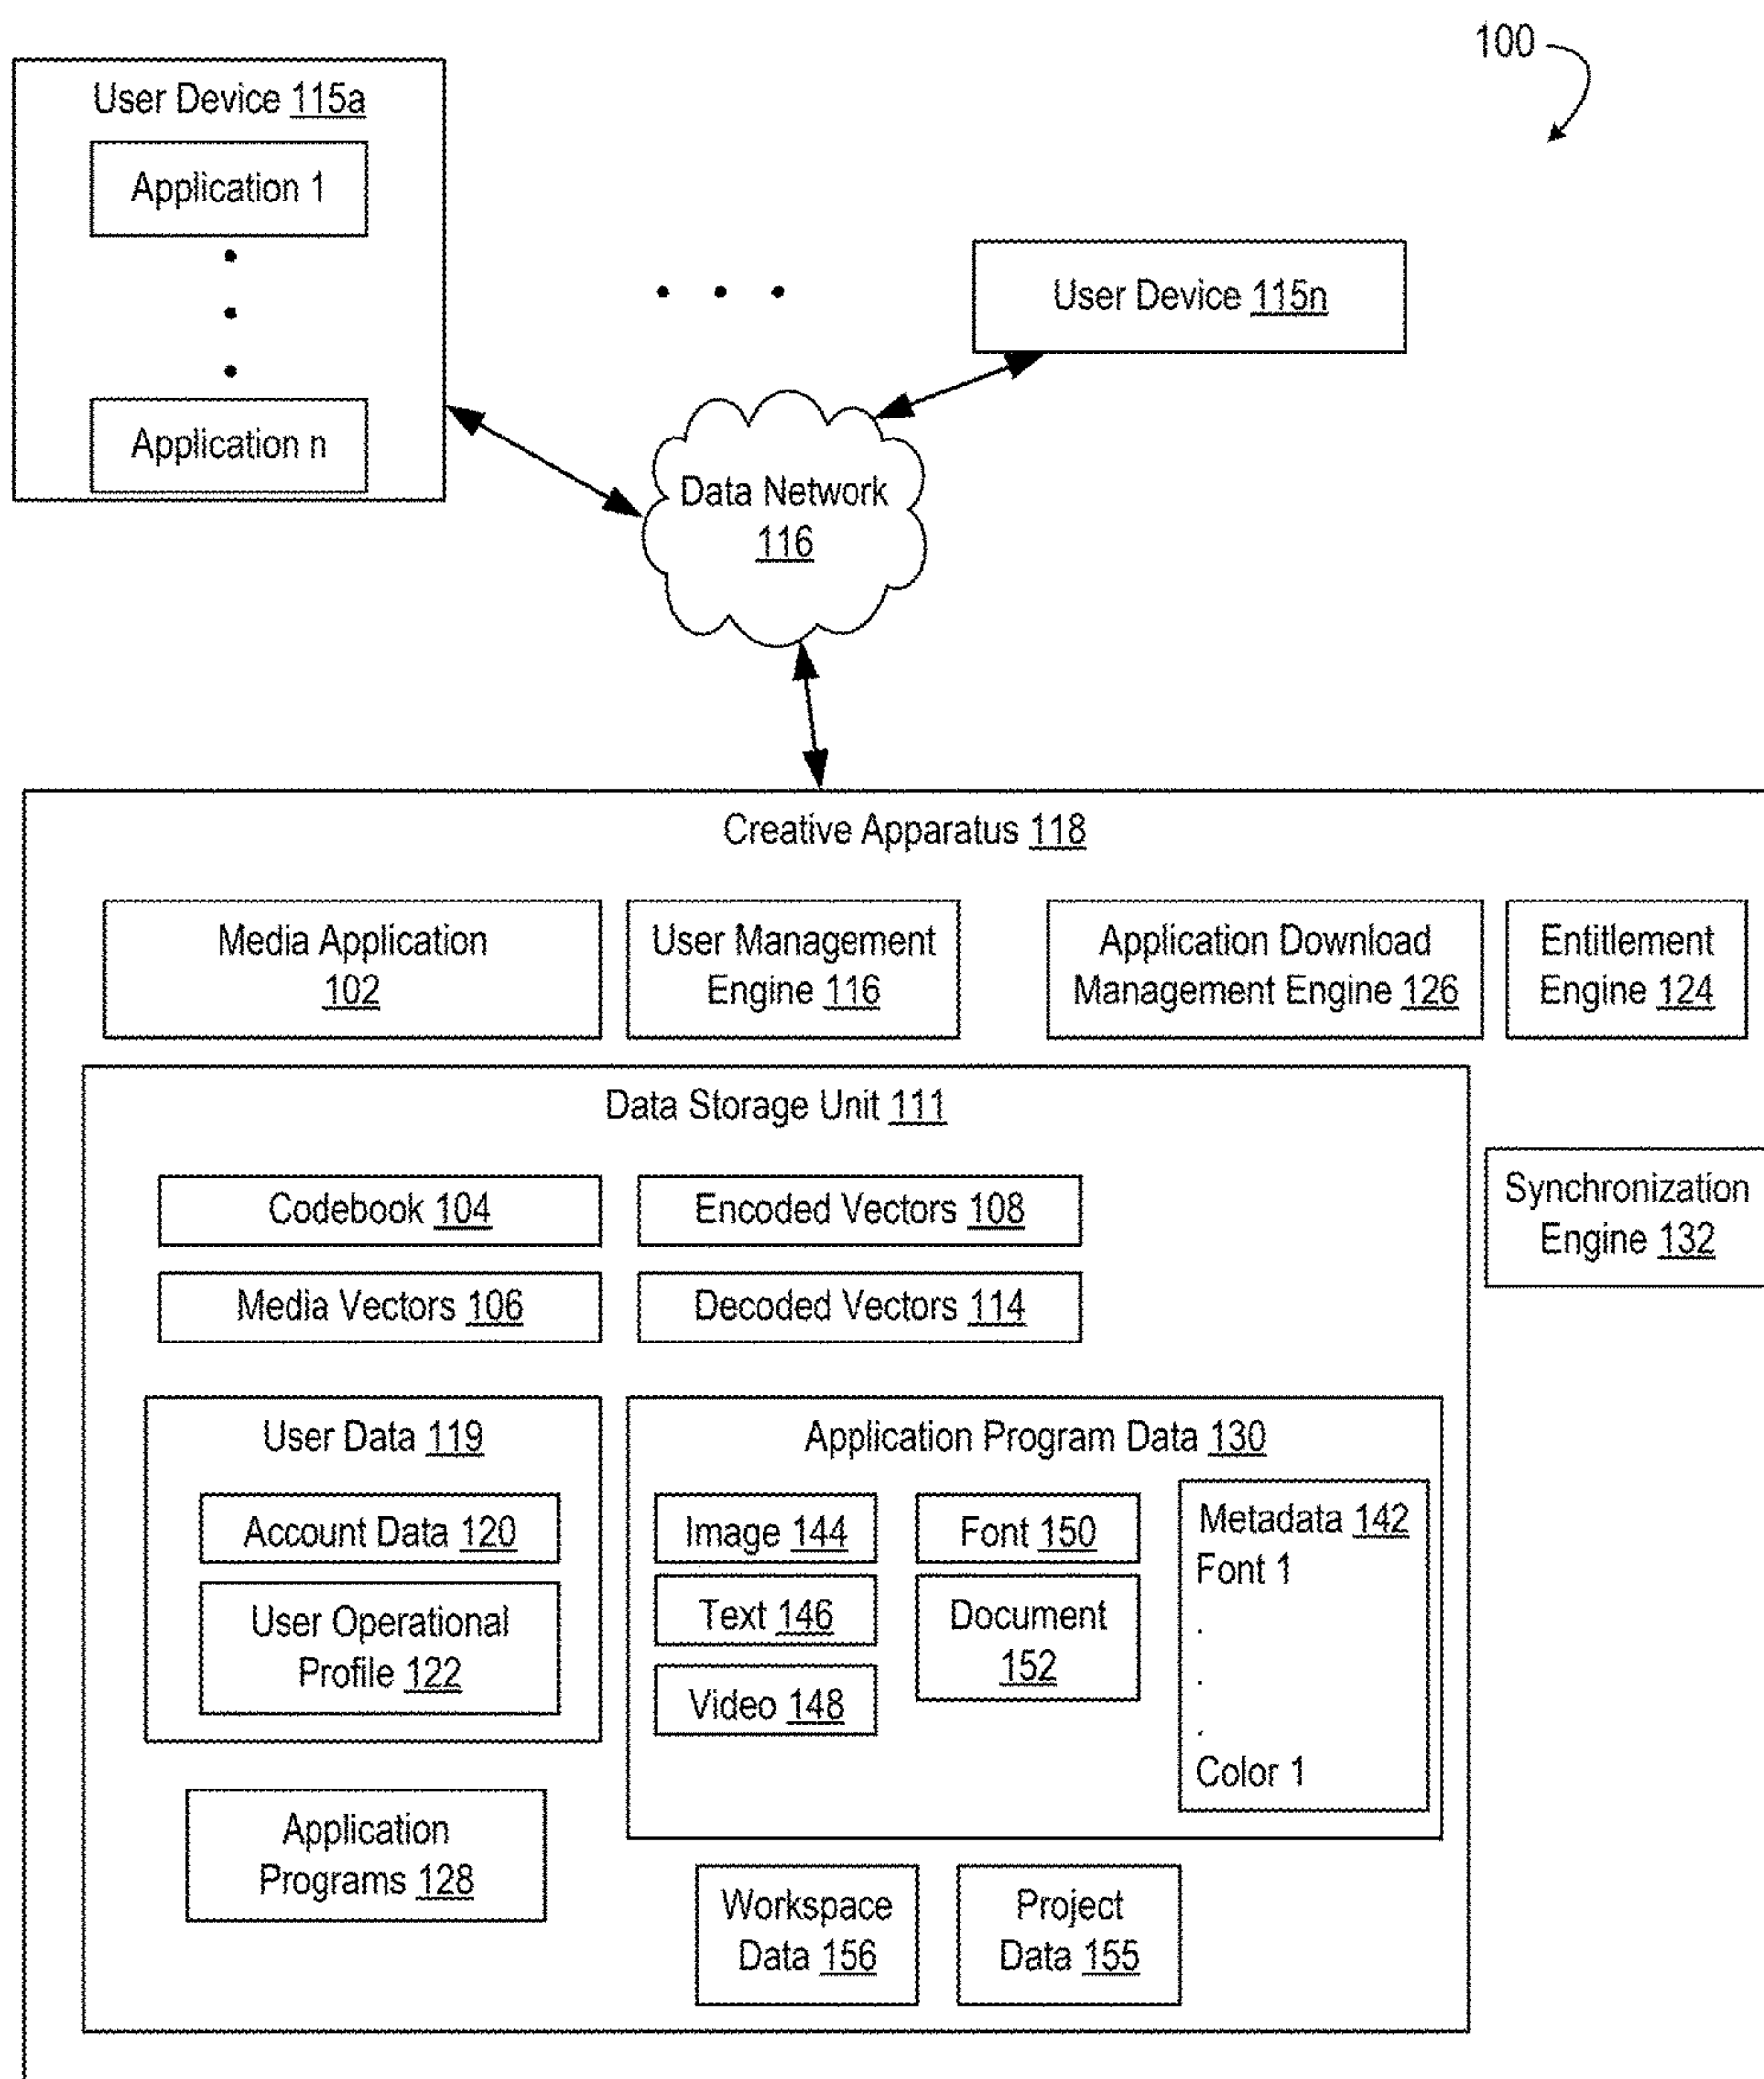 100
User Device 115a
Application 1
Application n
User Device 115n
Data Network
116
Creative Apparatus 118
Media Application
102
User Management
Engine 116
Application Download
Management Engine 126
Entitlement
Engine 124
Data Storage Unit 111
Codebook 104
Encoded Vectors 108
Media Vectors 106
Decoded Vectors 114
Synchronization
Engine 132
User Data 119
Account Data 120
User Operational
Profile 122
Application Program Data 130
Image 144
Text 146
Video 148
Font 150
Document
152
Metadata 142
Font 1
.
.
.
Color 1
Application
Programs 128
Workspace
Data 156
Project
Data 155